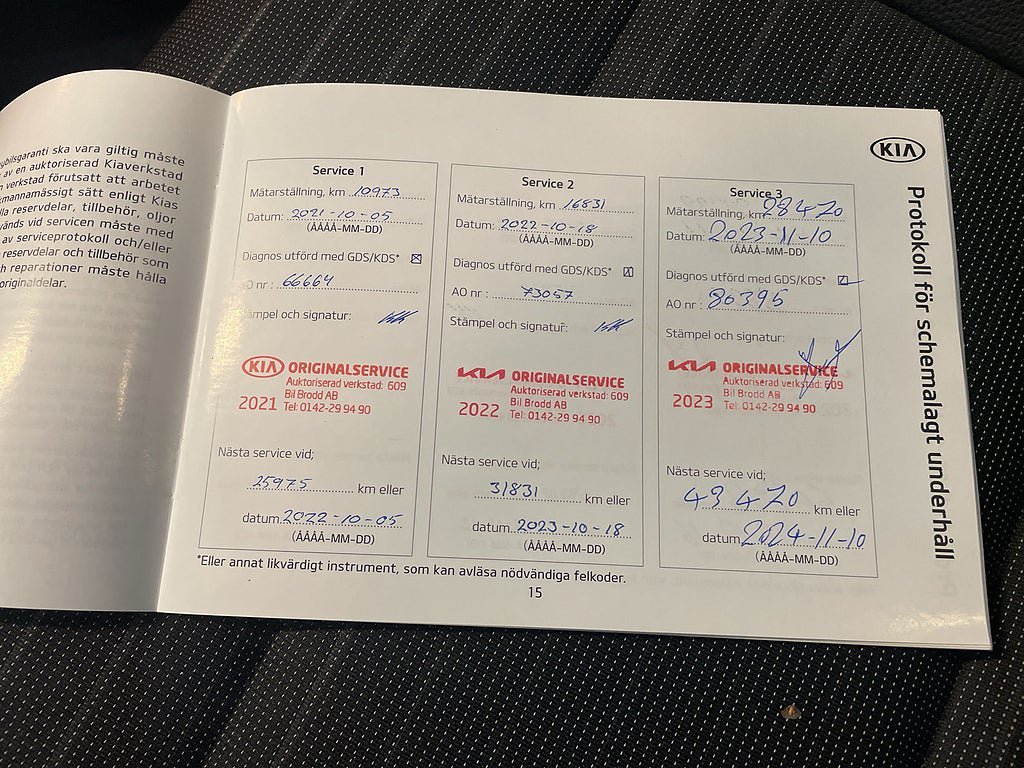 ybilsgaranti ska vara giltig måste
av en auktoriserad Kiaverkstad
verkstad förutsatt att arbetet
kmannamässigt sätt enligt Kias
la reservdelar, tillbehör, oljor
vänds vid servicen måste med
av serviceprotokoll och/eller
reservdelar och tillbehör som
h reparationer måste hålla
originaldelar.
KIA
Protokoll för schemalagt underhåll
Service 1
Mätarställning, km 10973
Datum: 2021-10-05
(ÅÅÅÅ-MM-DD)
Diagnos utförd med GDS/KDS* ☒
AO nr : 66664
Stämpel och signatur:
KIA ORIGINALSERVICE
Auktoriserad verkstad: 609
Bil Brodd AB
2021 Tel: 0142-29 94 90
Nästa service vid;
25975 km eller
datum 2022-10-05
(ÅÅÅÅ-MM-DD)
Service 2
Mätarställning, km 16831
Datum: 2022-10-18
(ÅÅÅÅ-MM-DD)
Diagnos utförd med GDS/KDS* ☒
AO nr : 73057
Stämpel och signatur:
KIA ORIGINALSERVICE
Auktoriserad verkstad: 609
Bil Brodd AB
2022 Tel: 0142-29 94 90
Nästa service vid;
31831 km eller
datum 2023-10-18
(ÅÅÅÅ-MM-DD)
Service 3
Mätarställning, km 28470
Datum: 2023-11-10
(ÅÅÅÅ-MM-DD)
Diagnos utförd med GDS/KDS* ☑
AO nr : 80395
Stämpel och signatur:
KIA ORIGINALSERVICE
Auktoriserad verkstad: 609
Bil Brodd AB
2023 Tel: 0142-29 94 90
Nästa service vid;
43470 km eller
datum 2024-11-10
(ÅÅÅÅ-MM-DD)
*Eller annat likvärdigt instrument, som kan avläsa nödvändiga felkoder.
15